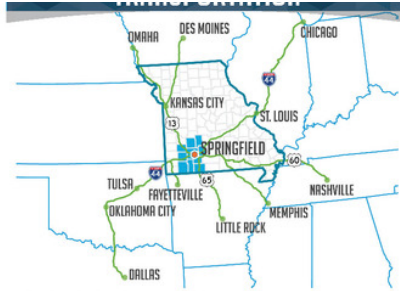 TRANSPORTATION
OMAHA
DES MOINES
CHICAGO
44
KANSAS CITY
13
ST. LOUIS
SPRINGFIELD
60
44
TULSA
65
FAYETTEVILLE
NASHVILLE
OKLAHOMA CITY
MEMPHIS
LITTLE ROCK
DALLAS